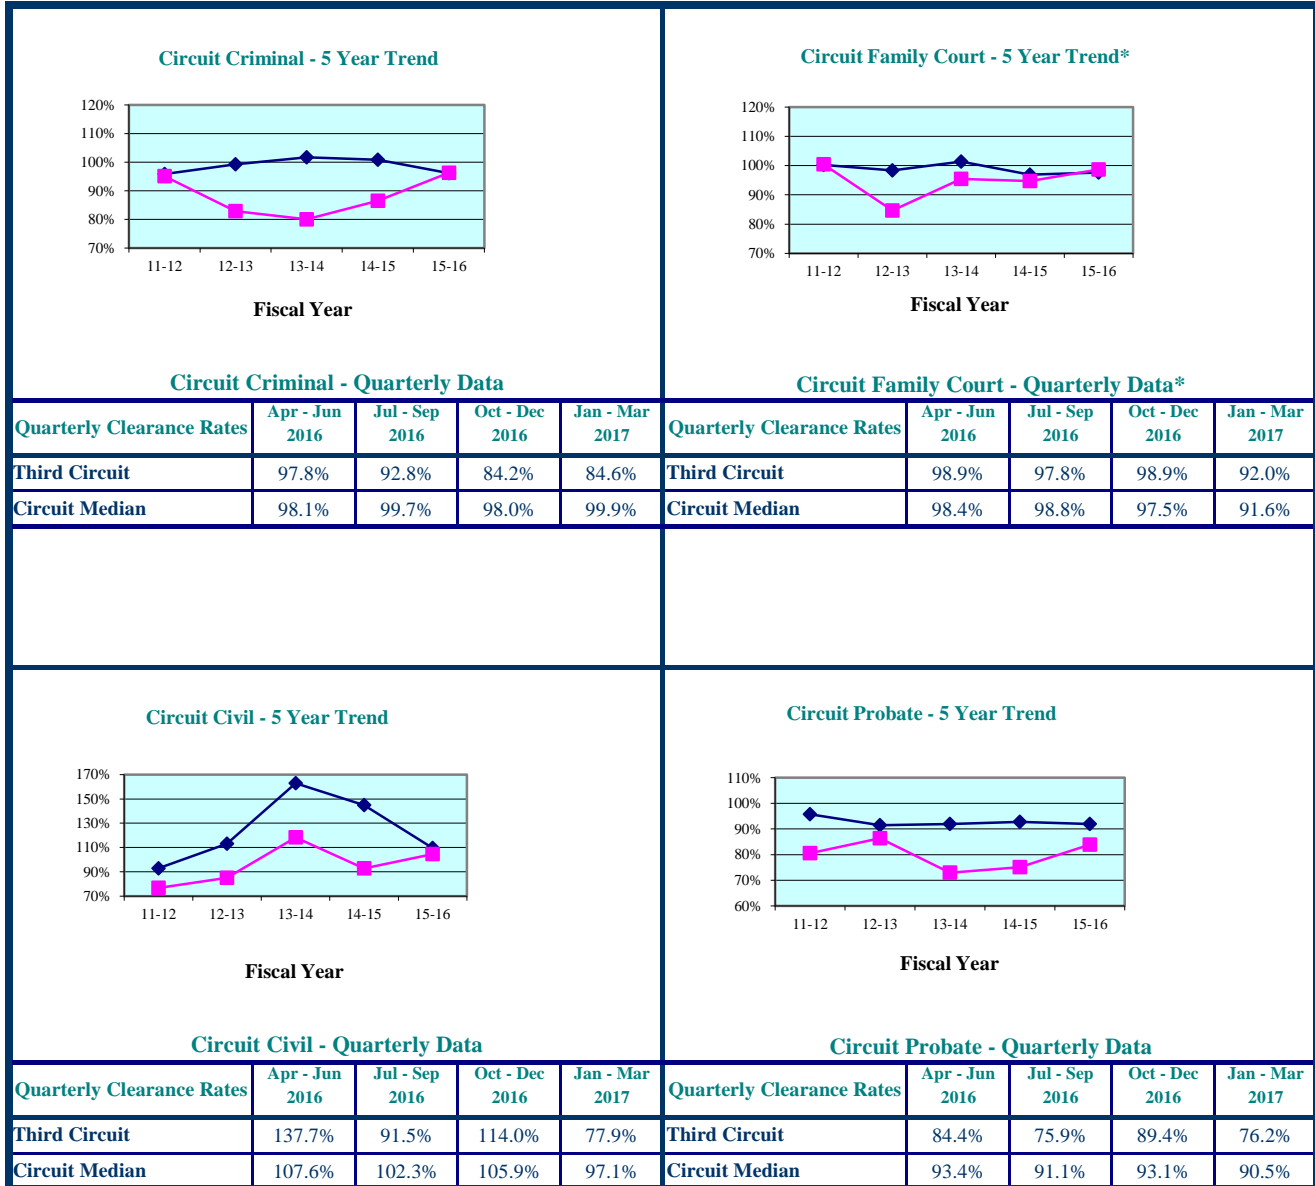 Circuit Criminal - 5 Year Trend
120%
110%
100%
90%
80%
70%
11-12 12-13 13-14 14-15 15-16
Fiscal Year
Circuit Criminal - Quarterly Data
Quarterly Clearance Rates Apr - Jun 2016 Jul - Sep 2016 Oct - Dec 2016 Jan - Mar 2017
Third Circuit 97.8% 92.8% 84.2% 84.6%
Circuit Median 98.1% 99.7% 98.0% 99.9%
Circuit Family Court - 5 Year Trend*
120%
110%
100%
90%
80%
70%
11-12 12-13 13-14 14-15 15-16
Fiscal Year
Circuit Family Court - Quarterly Data*
Quarterly Clearance Rates Apr - Jun 2016 Jul - Sep 2016 Oct - Dec 2016 Jan - Mar 2017
Third Circuit 98.9% 97.8% 98.9% 92.0%
Circuit Median 98.4% 98.8% 97.5% 91.6%
Circuit Civil - 5 Year Trend
170%
150%
130%
110%
90%
70%
11-12 12-13 13-14 14-15 15-16
Fiscal Year
Circuit Civil - Quarterly Data
Quarterly Clearance Rates Apr - Jun 2016 Jul - Sep 2016 Oct - Dec 2016 Jan - Mar 2017
Third Circuit 137.7% 91.5% 114.0% 77.9%
Circuit Median 107.6% 102.3% 105.9% 97.1%
Circuit Probate - 5 Year Trend
110%
100%
90%
80%
70%
60%
11-12 12-13 13-14 14-15 15-16
Fiscal Year
Circuit Probate - Quarterly Data
Quarterly Clearance Rates Apr - Jun 2016 Jul - Sep 2016 Oct - Dec 2016 Jan - Mar 2017
Third Circuit 84.4% 75.9% 89.4% 76.2%
Circuit Median 93.4% 91.1% 93.1% 90.5%